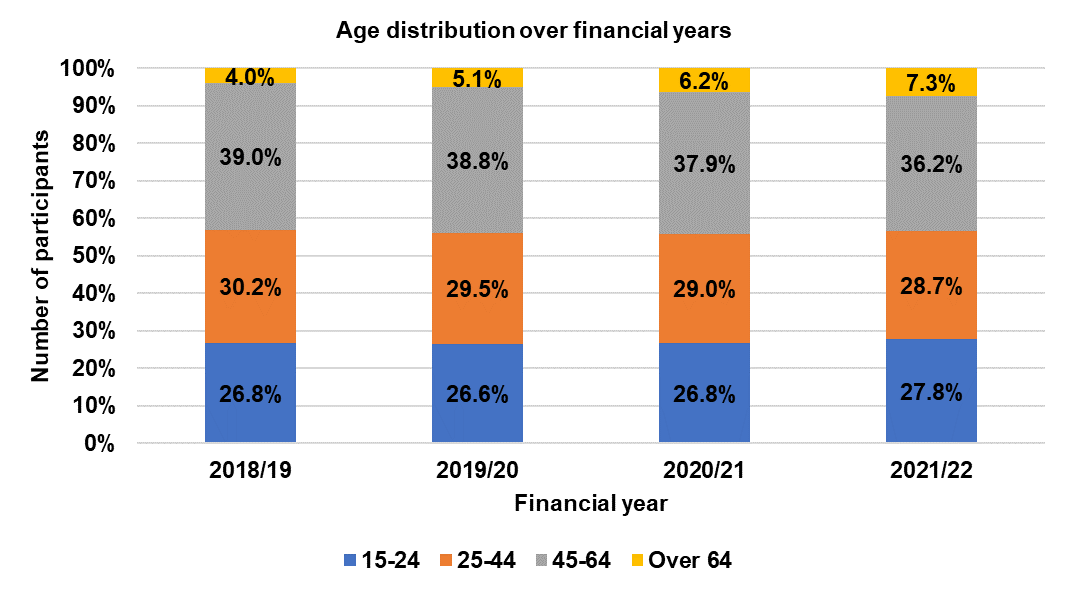 Age distribution over financial years
100%
90%
80%
70%
60%
50%
40%
30%
20%
10%
0%
Number of participants
4.0% 5.1% 6.2% 7.3%
39.0% 38.8% 37.9% 36.2%
30.2% 29.5% 29.0% 28.7%
26.8% 26.6% 26.8% 27.8%
2018/19 2019/20 2020/21 2021/22
Financial year
15-24 25-44 45-64 Over 64